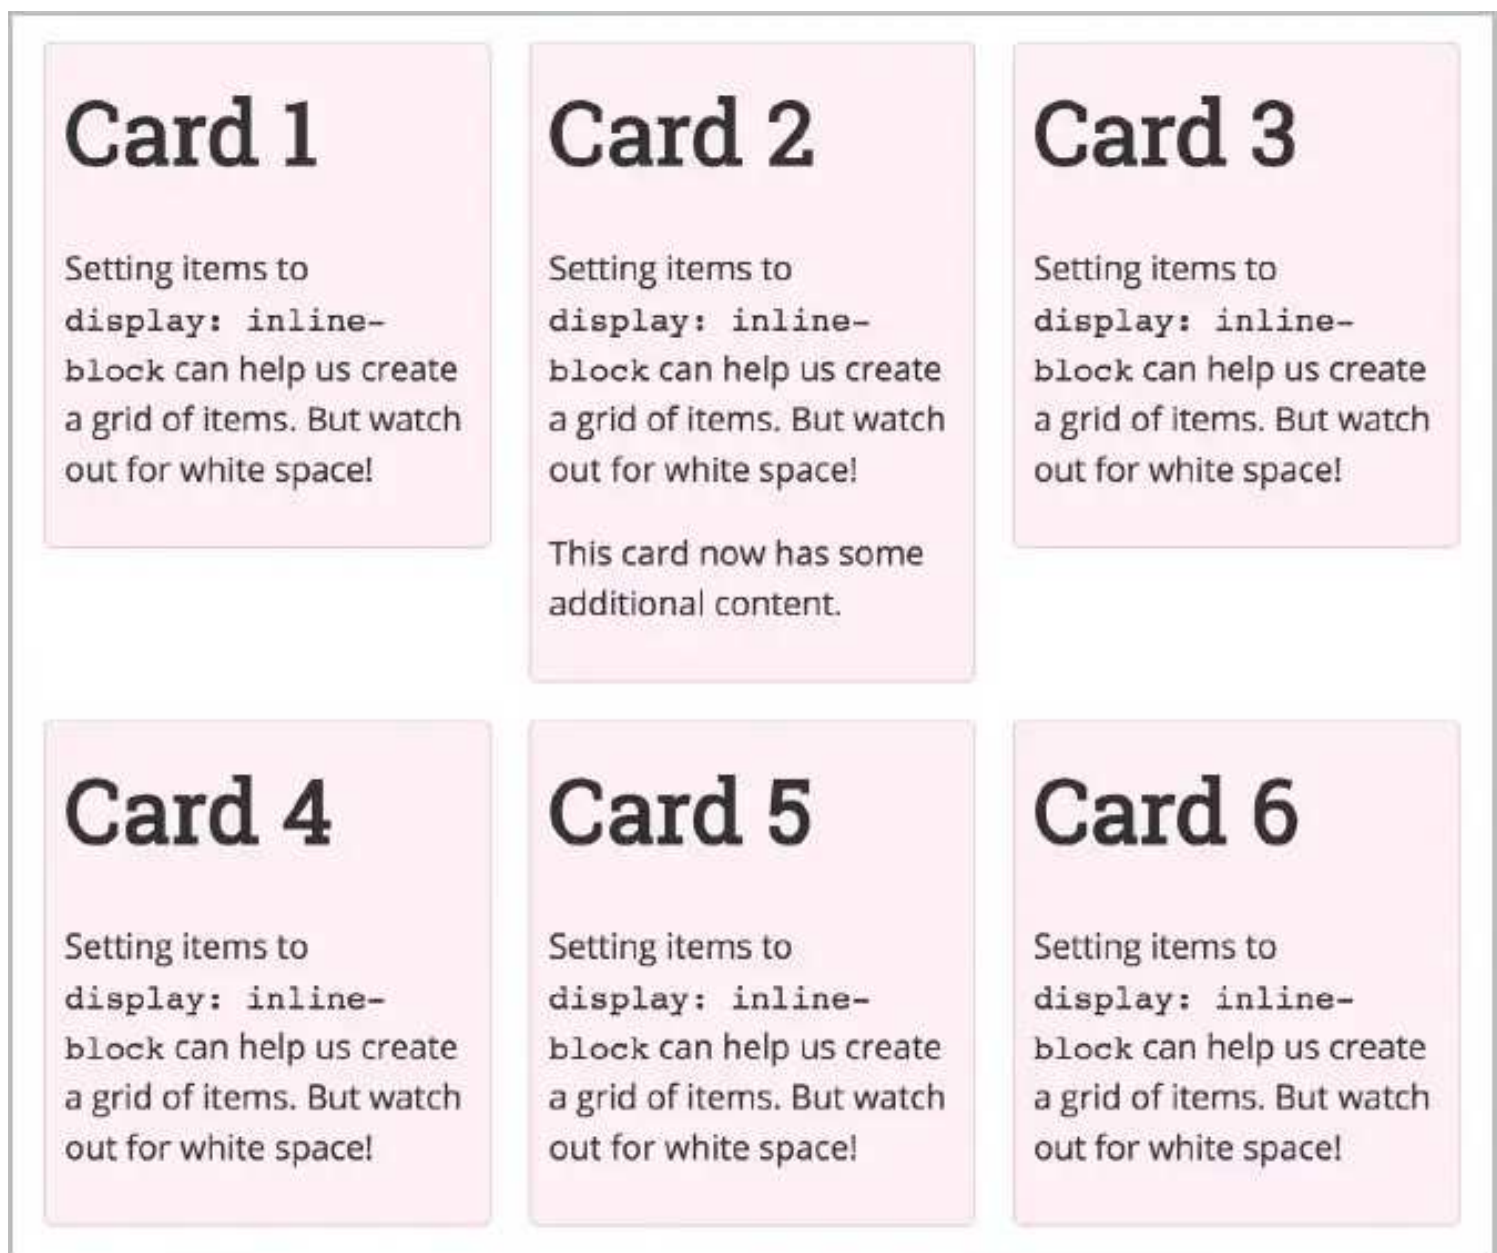 Card 1
Setting items to
display: inline-
block can help us create
a grid of items. But watch
out for white space!
Card 2
Setting items to
display: inline-
block can help us create
a grid of items. But watch
out for white space!
This card now has some
additional content.
Card 3
Setting items to
display: inline-
block can help us create
a grid of items. But watch
out for white space!
Card 4
Setting items to
display: inline-
block can help us create
a grid of items. But watch
out for white space!
Card 5
Setting items to
display: inline-
block can help us create
a grid of items. But watch
out for white space!
Card 6
Setting items to
display: inline-
block can help us create
a grid of items. But watch
out for white space!